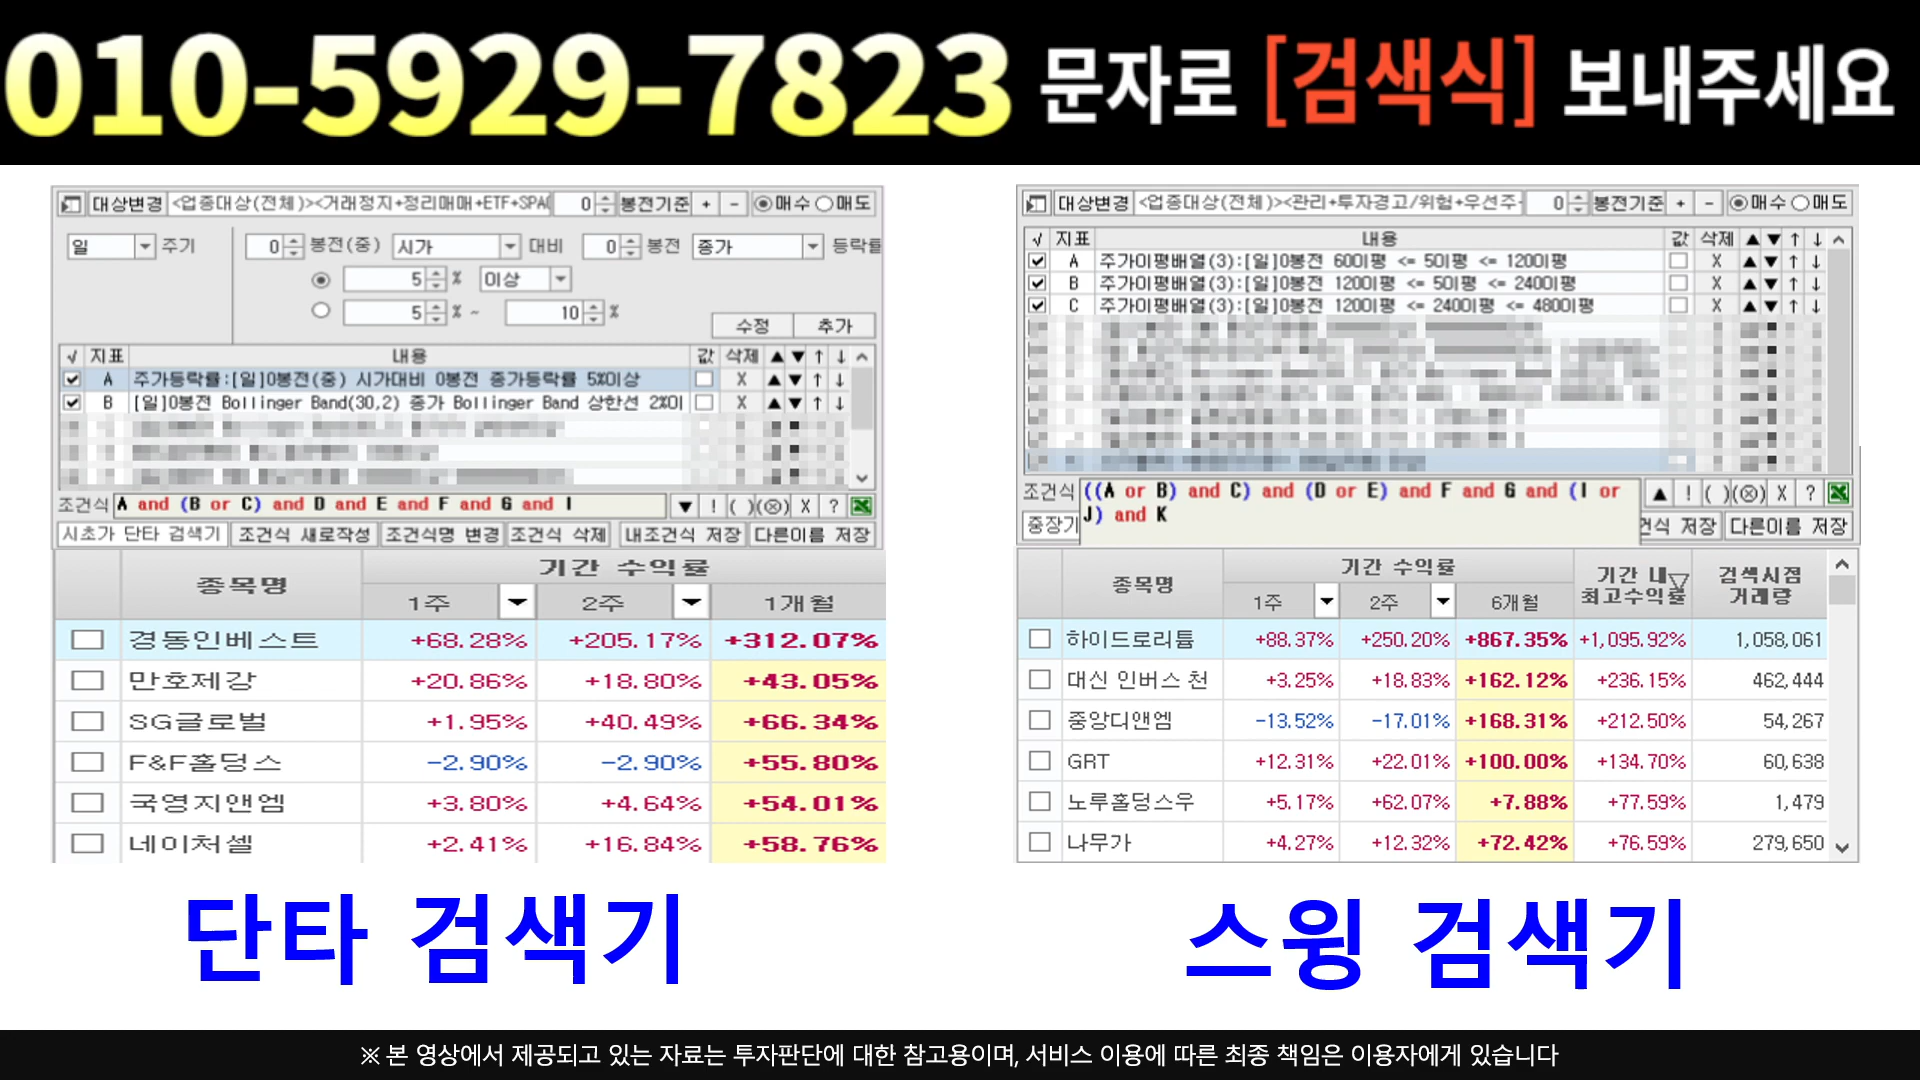 010-5929-7823 문자로 [검색식] 보내주세요
대상변경 <업종대상(전체)><거래정지+정리매매+ETF+SPAC 0 봉전기준 + - 매수 매도
일 주기 0 봉전(중) 시가 대비 0 봉전 종가 등락률
5 % 이상
5 % ~ 10 %
수정 추가
√ 지표 내용 값 삭제 ▲ ▼ ↑ ↓
A 주가등락률:[일]0봉전(중) 시가대비 0봉전 종가등락률 5%이상 X ▲ ▼ ↑ ↓
B [일]0봉전 Bollinger Band(30,2) 종가 Bollinger Band 상한선 2%이 X ▲ ▼ ↑ ↓
조건식 A and (B or C) and D and E and F and G and I ▼ ! ( ) (⊗) X ?
시초가 단타 검색기 조건식 새로작성 조건식명 변경 조건식 삭제 내조건식 저장 다른이름 저장
종목명 기간 수익률
1주 2주 1개월
경동인베스트 +68.28% +205.17% +312.07%
만호제강 +20.86% +18.80% +43.05%
SG글로벌 +1.95% +40.49% +66.34%
F&F홀딩스 -2.90% -2.90% +55.80%
국영지앤엠 +3.80% +4.64% +54.01%
네이처셀 +2.41% +16.84% +58.76%
단타 검색기
대상변경 <업종대상(전체)><관리+투자경고/위험+우선주+ 0 봉전기준 + - 매수 매도
√ 지표 내용 값 삭제 ▲ ▼ ↑ ↓
A 주가이평배열(3):[일]0봉전 60이평 <= 5이평 <= 120이평 X ▲ ▼ ↑ ↓
B 주가이평배열(3):[일]0봉전 120이평 <= 5이평 <= 240이평 X ▲ ▼ ↑ ↓
C 주가이평배열(3):[일]0봉전 120이평 <= 240이평 <= 480이평 X ▲ ▼ ↑ ↓
조건식 ((A or B) and C) and (D or E) and F and G and (I or ▲ ! ( ) (⊗) X ?
중장기 J) and K 건식 저장 다른이름 저장
종목명 기간 수익률 기간 내 최고수익률 검색시점 거래량
1주 2주 6개월
하이드로리튬 +88.37% +250.20% +867.35% +1,095.92% 1,058,061
대신 인버스 천 +3.25% +18.83% +162.12% +236.15% 462,444
중앙디앤엠 -13.52% -17.01% +168.31% +212.50% 54,267
GRT +12.31% +22.01% +100.00% +134.70% 60,638
노루홀딩스우 +5.17% +62.07% +7.88% +77.59% 1,479
나무가 +4.27% +12.32% +72.42% +76.59% 279,650
스윙 검색기
※ 본 영상에서 제공되고 있는 자료는 투자판단에 대한 참고용이며, 서비스 이용에 따른 최종 책임은 이용자에게 있습니다